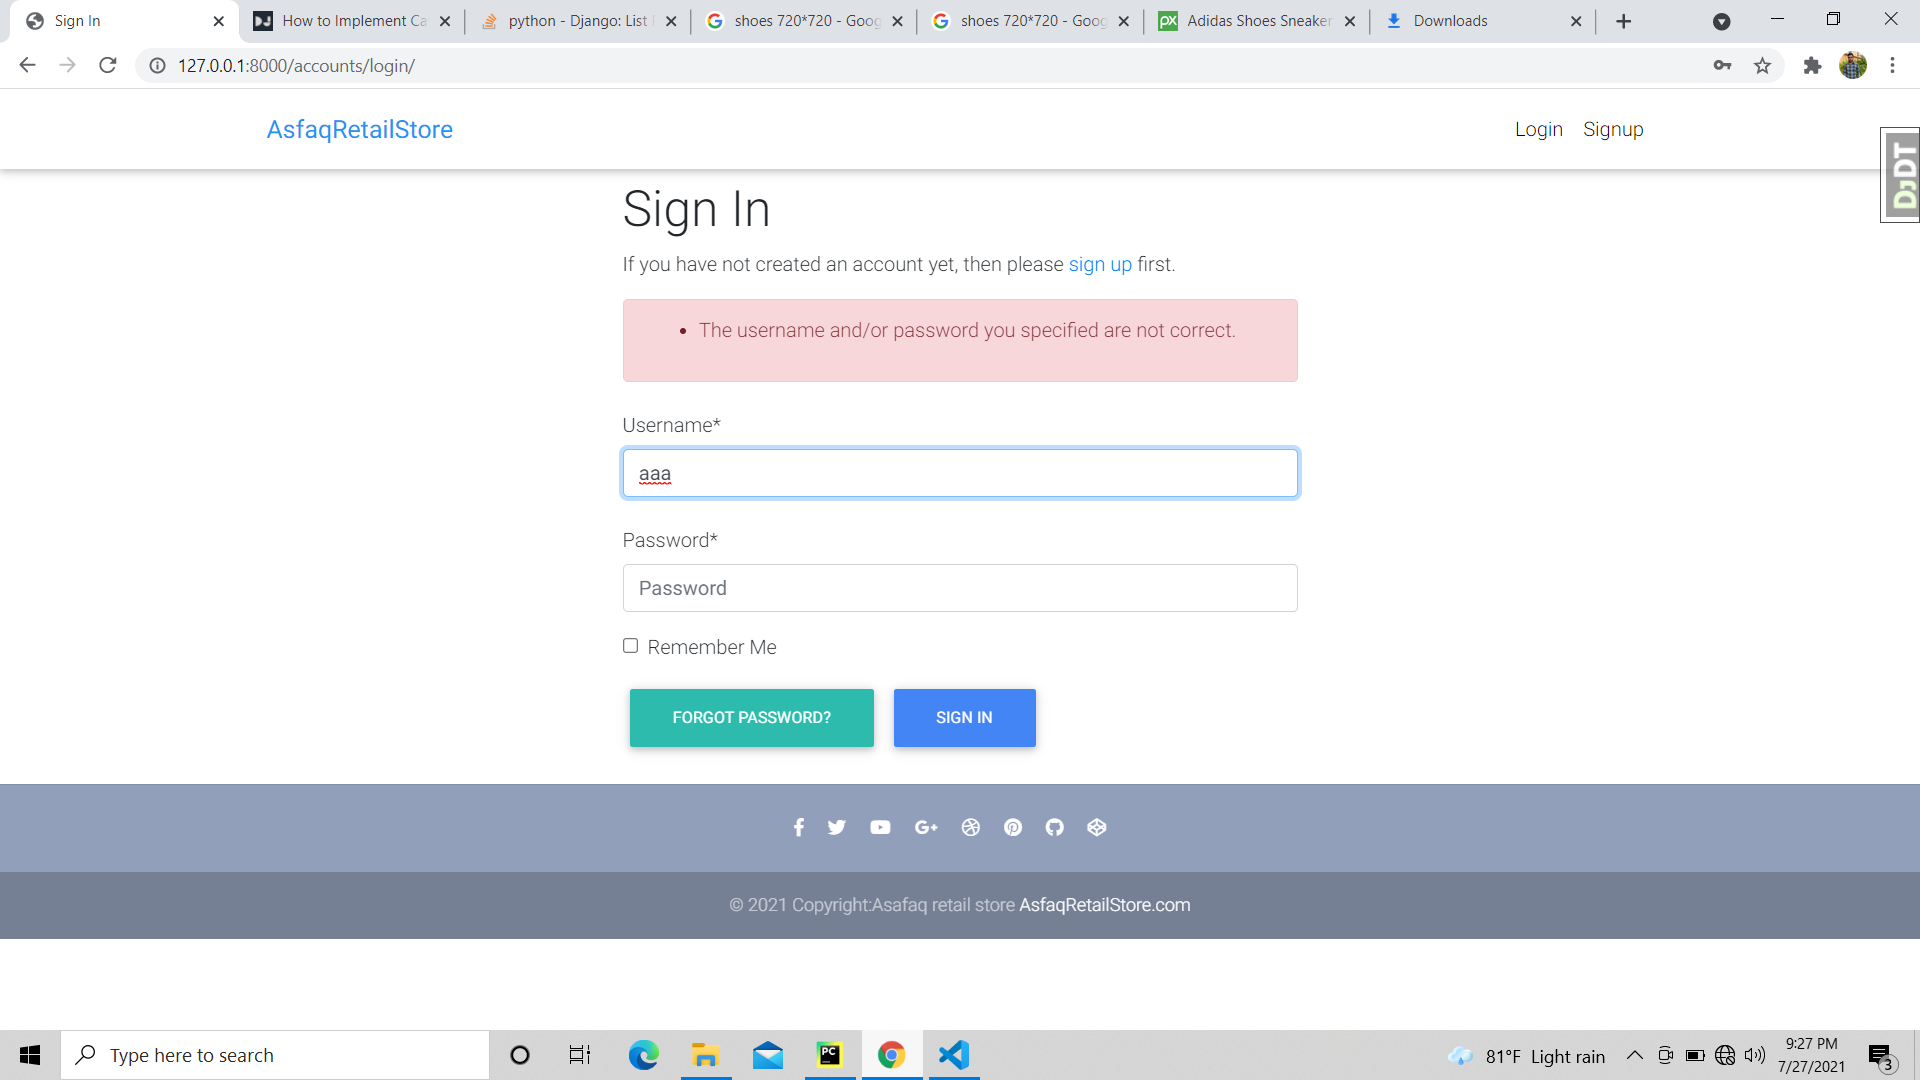 Sign In
How to Implement Ca
python - Django: List
shoes 720*720 - Goog
shoes 720*720 - Goog
Adidas Shoes Sneaker
Downloads
127.0.0.1:8000/accounts/login/
AsfaqRetailStore
Login Signup
DjDT
Sign In
If you have not created an account yet, then please sign up first.
• The username and/or password you specified are not correct.
Username*
aaa
Password*
Password
Remember Me
FORGOT PASSWORD? SIGN IN
© 2021 Copyright:Asafaq retail store AsfaqRetailStore.com
Type here to search
PC
81°F Light rain
9:27 PM
7/27/2021
3